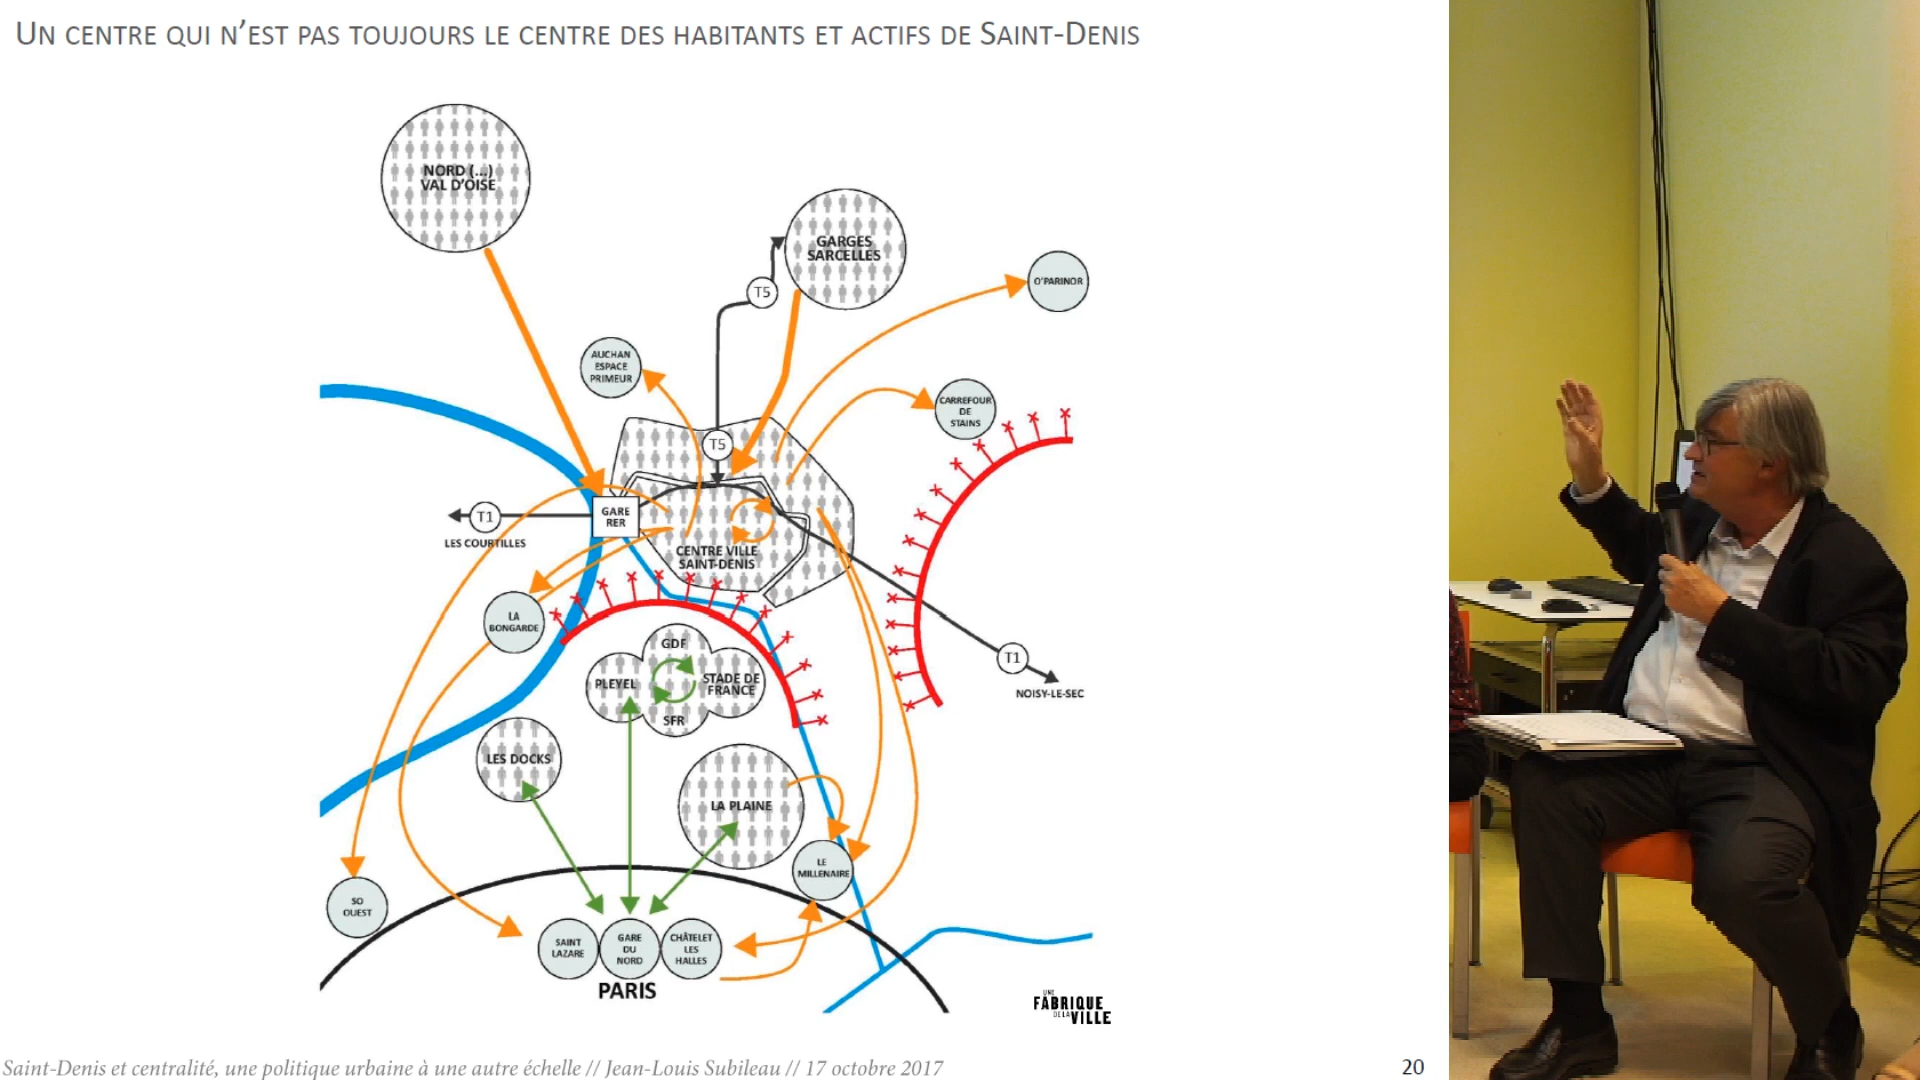 UN CENTRE QUI N'EST PAS TOUJOURS LE CENTRE DES HABITANTS ET ACTIFS DE SAINT-DENIS
NORD (...)
VAL D'OISE
GARGES
SARCELLES
T5
O'PARINOR
AUCHAN
ESPACE
PRIMEUR
CARREFOUR
DE
STAINS
T5
T1
LES COURTILLES
GARE
RER
CENTRE VILLE
SAINT-DENIS
LA
BONGARDE
GDF
PLEYEL
STADE DE
FRANCE
SFR
T1
NOISY-LE-SEC
LES DOCKS
LA PLAINE
LE
MILLENAIRE
SO
OUEST
SAINT
LAZARE
GARE
DU
NORD
CHÂTELET
LES
HALLES
PARIS
UNE
FABRIQUE
DE LA VILLE
Saint-Denis et centralité, une politique urbaine à une autre échelle // Jean-Louis Subileau // 17 octobre 2017
20